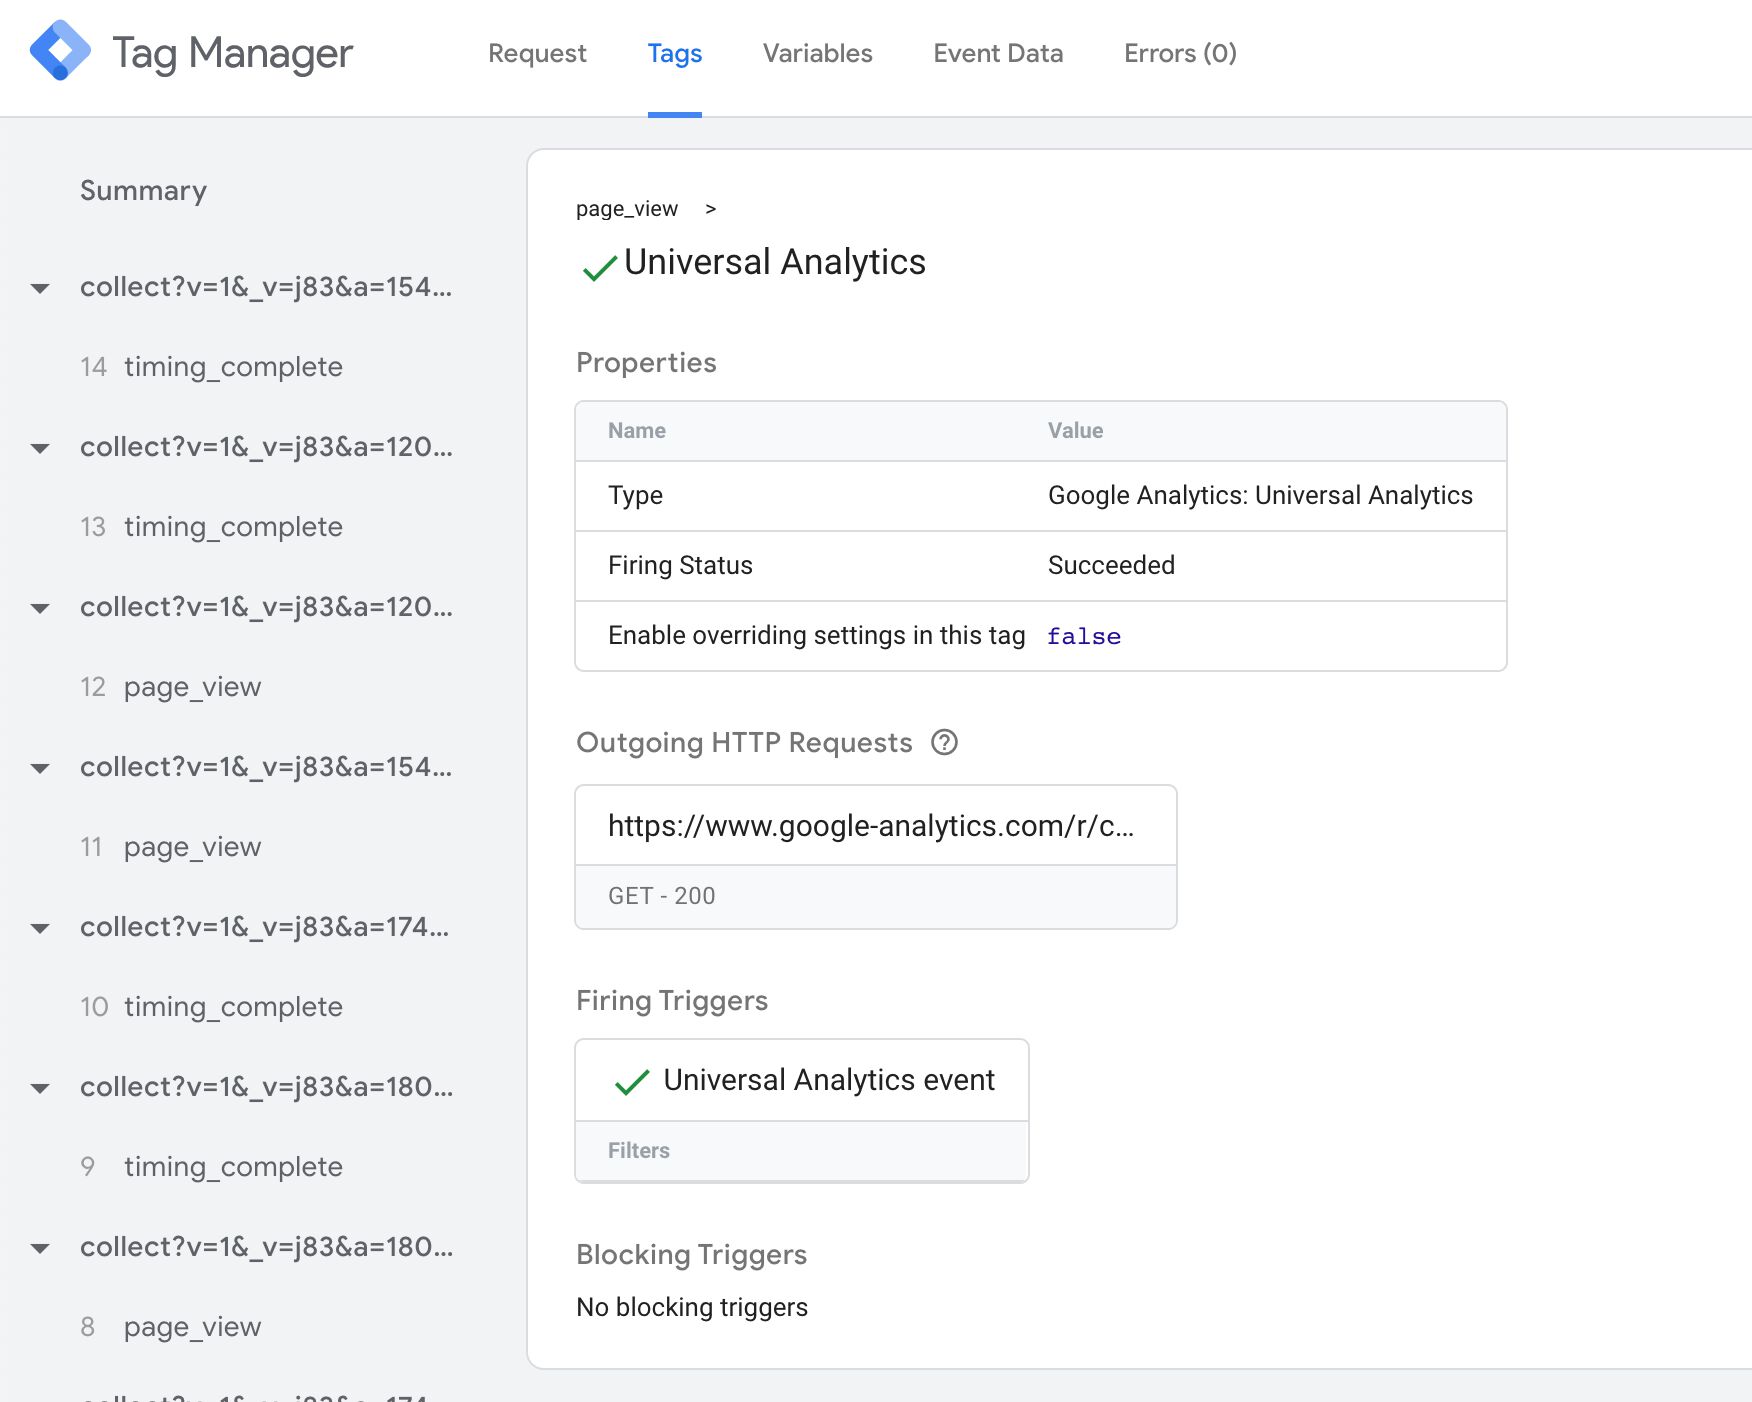 Tag Manager
Request
Tags
Variables
Event Data
Errors (0)
Summary
collect?v=1&_v=j83&a=154...
14 timing_complete
collect?v=1&_v=j83&a=120...
13 timing_complete
collect?v=1&_v=j83&a=120...
12 page_view
collect?v=1&_v=j83&a=154...
11 page_view
collect?v=1&_v=j83&a=174...
10 timing_complete
collect?v=1&_v=j83&a=180...
9 timing_complete
collect?v=1&_v=j83&a=180...
8 page_view
collect?v=1&_v=j83&a=174...
page_view >
Universal Analytics
Properties
Name Value
Type Google Analytics: Universal Analytics
Firing Status Succeeded
Enable overriding settings in this tag false
Outgoing HTTP Requests
https://www.google-analytics.com/r/c...
GET - 200
Firing Triggers
Universal Analytics event
Filters
Blocking Triggers
No blocking triggers